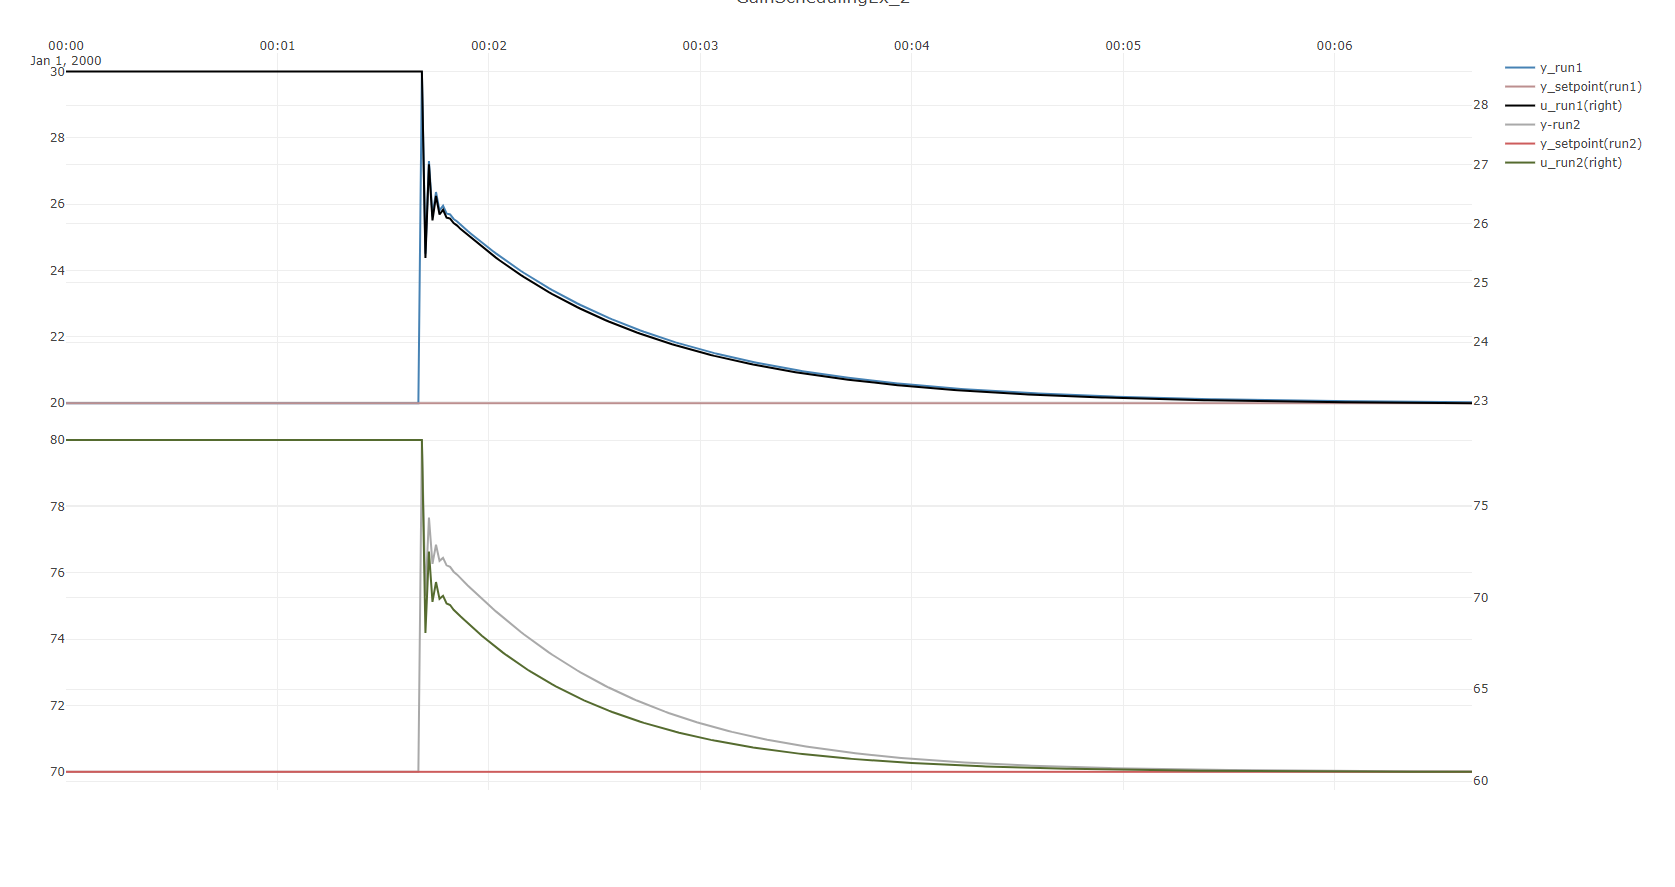 GainSchedulingEx_2
00:00 00:01 00:02 00:03 00:04 00:05 00:06
Jan 1, 2000
30
28
26
24
22
20
28
27
26
25
24
23
80
78
76
74
72
70
75
70
65
60
y_run1
y_setpoint(run1)
u_run1(right)
y-run2
y_setpoint(run2)
u_run2(right)